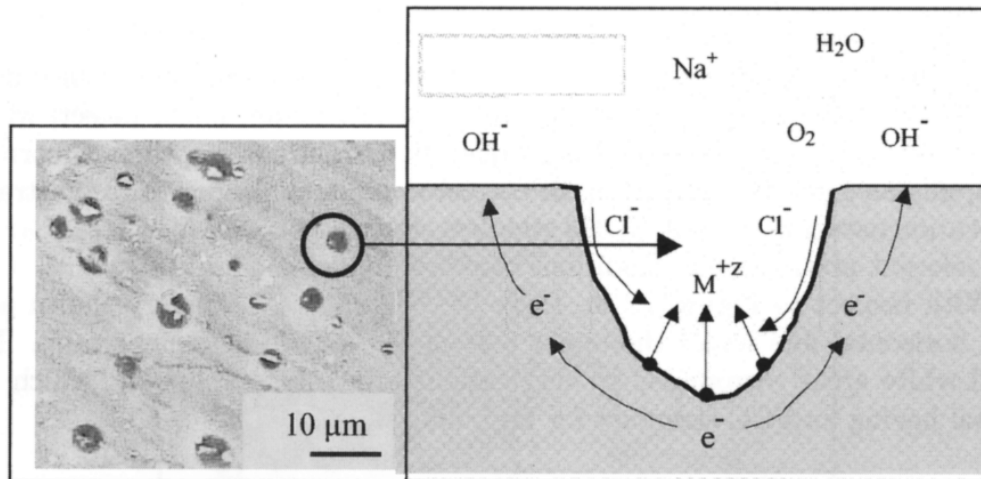 H₂O
Na⁺
OH⁻
O₂
OH⁻
Cl⁻
Cl⁻
M⁺ᶻ
e⁻
e⁻
e⁻
10 μm